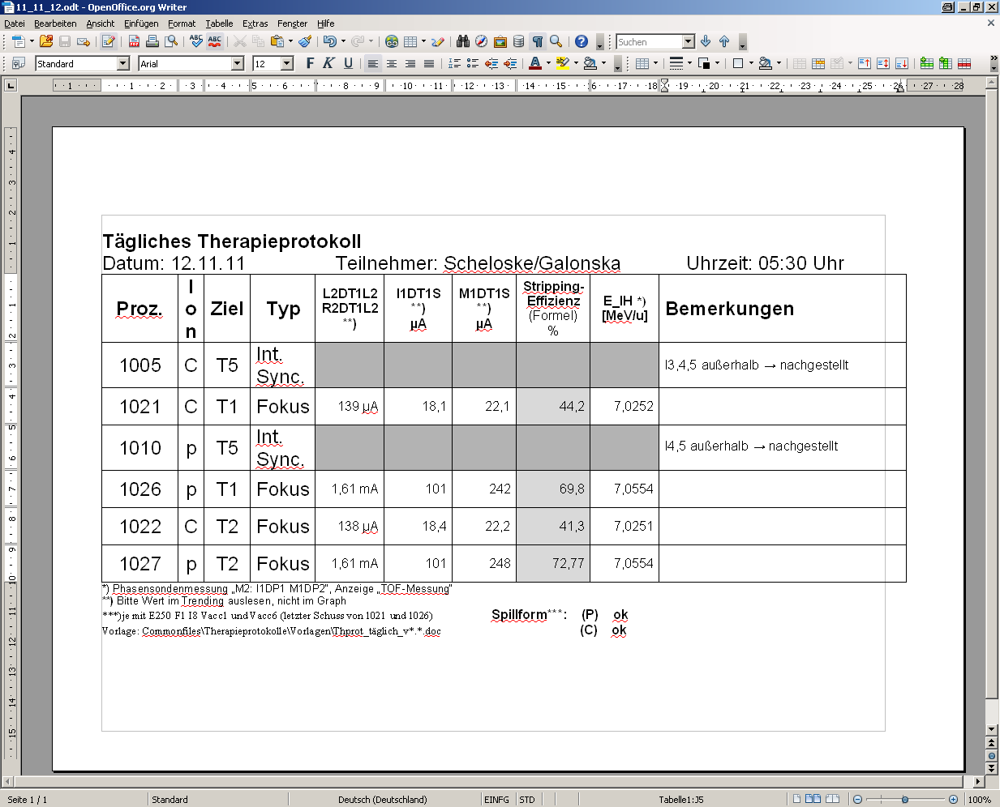 11_11_12.odt - OpenOffice.org Writer
Datei Bearbeiten Ansicht Einfügen Format Tabelle Extras Fenster Hilfe
Suchen
Standard Arial 12 F K U
Tägliches Therapieprotokoll
Datum: 12.11.11 Teilnehmer: Scheloske/Galonska Uhrzeit: 05:30 Uhr
Proz. Ion Ziel Typ L2DT1L2 R2DT1L2 **) I1DT1S **) µA M1DT1S **) µA Stripping-Effizienz (Formel) % E_IH *) [MeV/u] Bemerkungen
1005 C T5 Int. Sync. I3,4,5 außerhalb → nachgestellt
1021 C T1 Fokus 139 µA 18,1 22,1 44,2 7,0252
1010 p T5 Int. Sync. I4,5 außerhalb → nachgestellt
1026 p T1 Fokus 1,61 mA 101 242 69,8 7,0554
1022 C T2 Fokus 138 µA 18,4 22,2 41,3 7,0251
1027 p T2 Fokus 1,61 mA 101 248 72,77 7,0554
*) Phasensondenmessung „M2: I1DP1 M1DP2", Anzeige „TOF-Messung"
**) Bitte Wert im Trending auslesen, nicht im Graph
***)je mit E250 F1 I8 Vacc1 und Vacc6 (letzter Schuss von 1021 und 1026) Spillform***: (P) ok
Vorlage: Commonfiles\Therapieprotokolle\Vorlagen\Thprot_täglich_v*.*.doc (C) ok
Seite 1 / 1 Standard Deutsch (Deutschland) EINFG STD Tabelle1:J5 100%